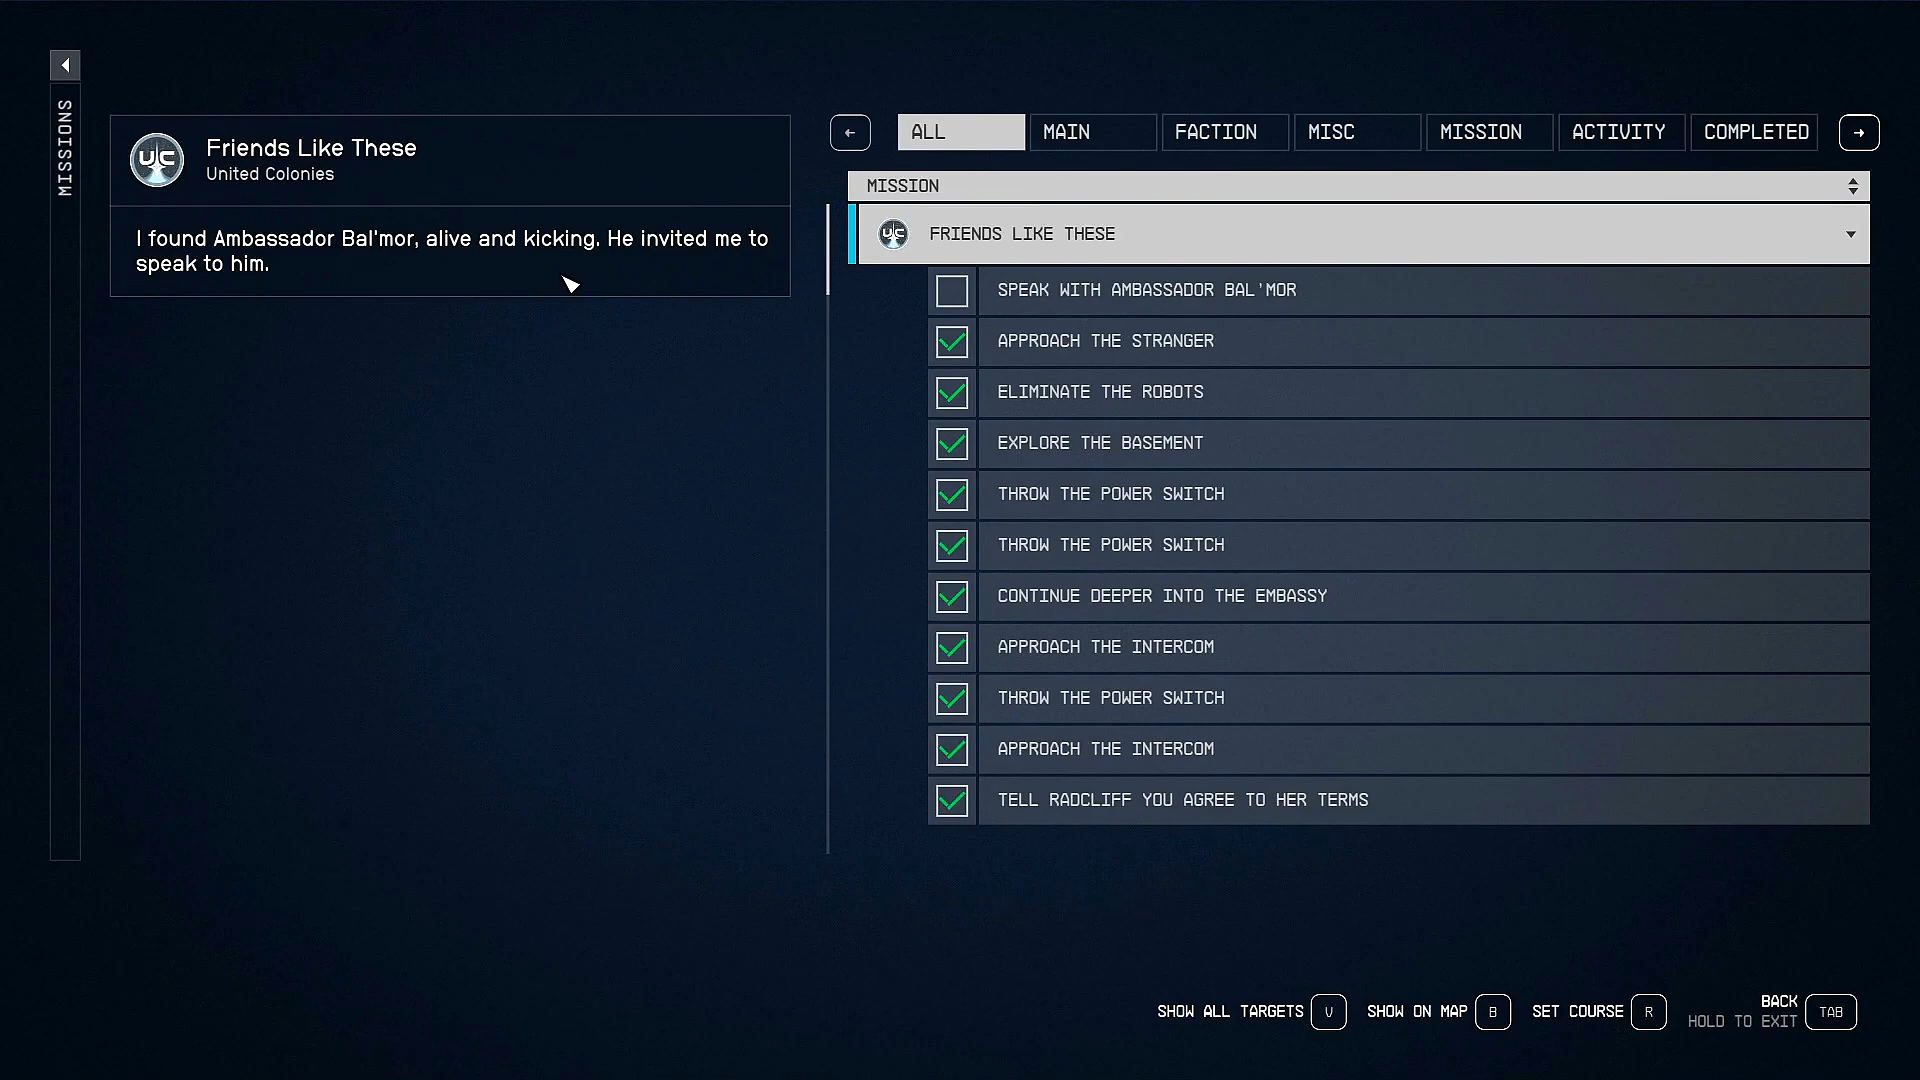 MISSIONS
UC
Friends Like These
United Colonies
I found Ambassador Bal'mor, alive and kicking. He invited me to
speak to him.
ALL
MAIN
FACTION
MISC
MISSION
ACTIVITY
COMPLETED
MISSION
UC
FRIENDS LIKE THESE
SPEAK WITH AMBASSADOR BAL'MOR
APPROACH THE STRANGER
ELIMINATE THE ROBOTS
EXPLORE THE BASEMENT
THROW THE POWER SWITCH
THROW THE POWER SWITCH
CONTINUE DEEPER INTO THE EMBASSY
APPROACH THE INTERCOM
THROW THE POWER SWITCH
APPROACH THE INTERCOM
TELL RADCLIFF YOU AGREE TO HER TERMS
SHOW ALL TARGETS V
SHOW ON MAP B
SET COURSE R
BACK
HOLD TO EXIT
TAB